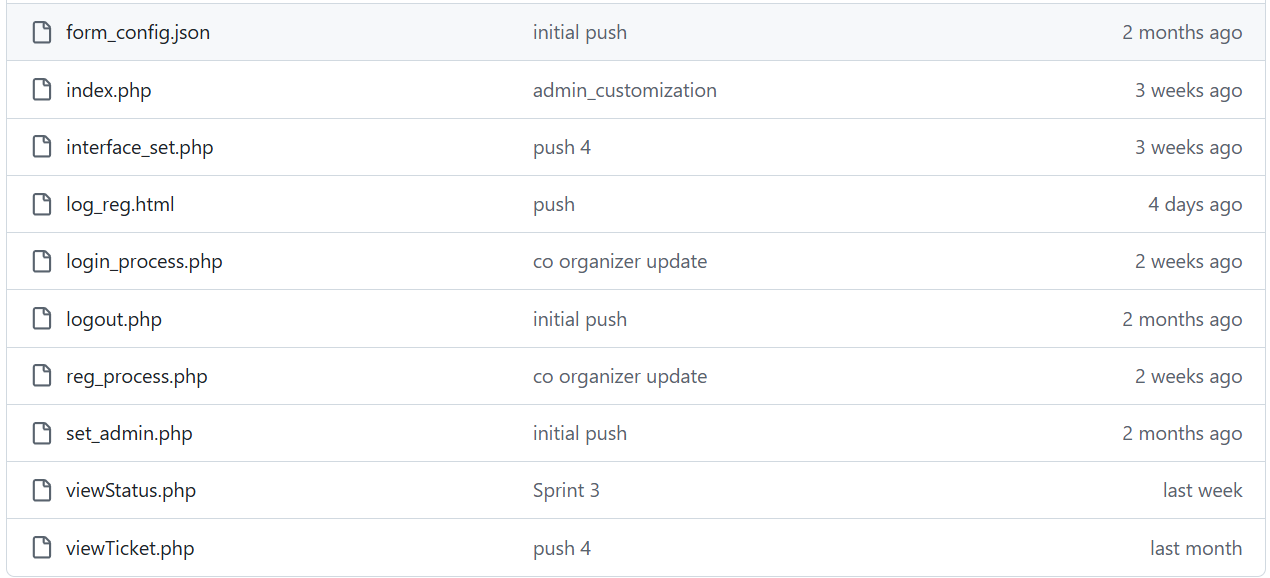 form_config.json initial push 2 months ago
index.php admin_customization 3 weeks ago
interface_set.php push 4 3 weeks ago
log_reg.html push 4 days ago
login_process.php co organizer update 2 weeks ago
logout.php initial push 2 months ago
reg_process.php co organizer update 2 weeks ago
set_admin.php initial push 2 months ago
viewStatus.php Sprint 3 last week
viewTicket.php push 4 last month